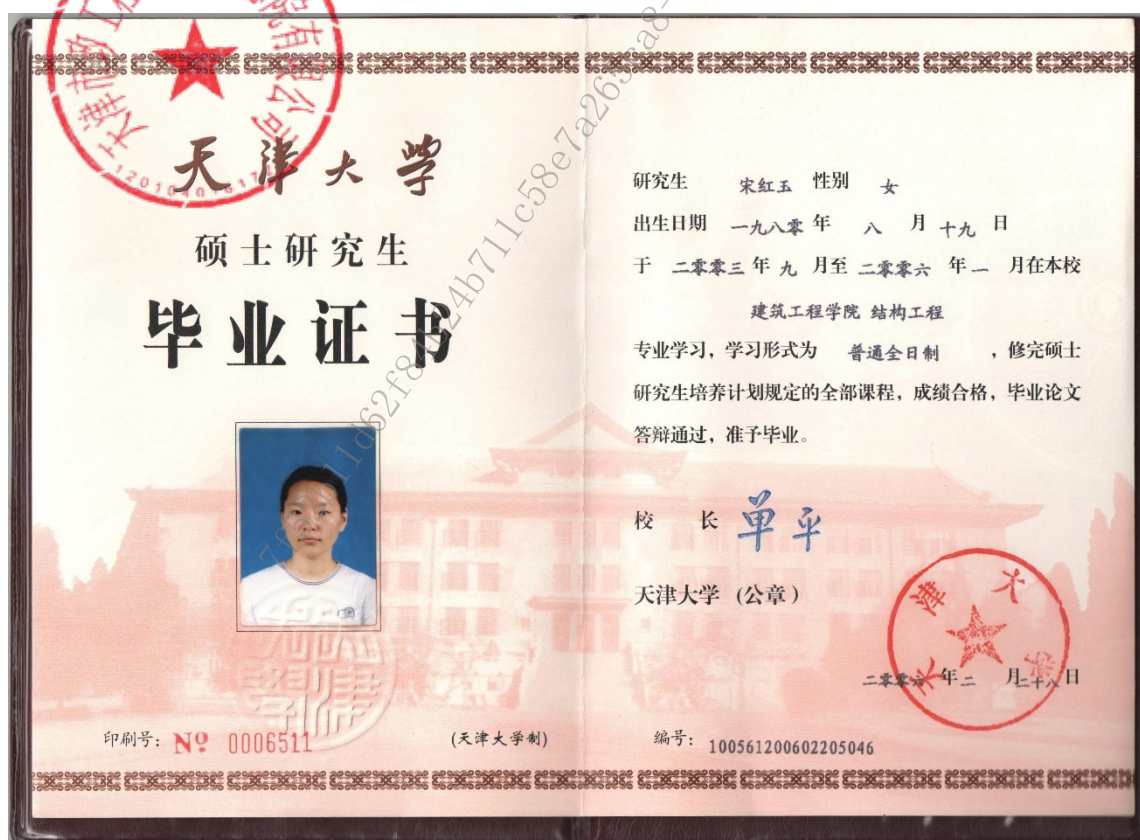 天津大学
硕士研究生
毕业证书
印刷号：№ 0006511
(天津大学制)
研究生 宋红玉 性别 女
出生日期 一九八零 年 八 月 十九 日
于 二零零三 年 九 月至 二零零六 年 一 月在本校
建筑工程学院 结构工程
专业学习，学习形式为 普通全日制 ，修完硕士
研究生培养计划规定的全部课程，成绩合格，毕业论文
答辩通过，准予毕业。
校 长 单平
天津大学（公章）
天津大学
二零零六 年 二 月 二十八 日
编号：100561200602205046